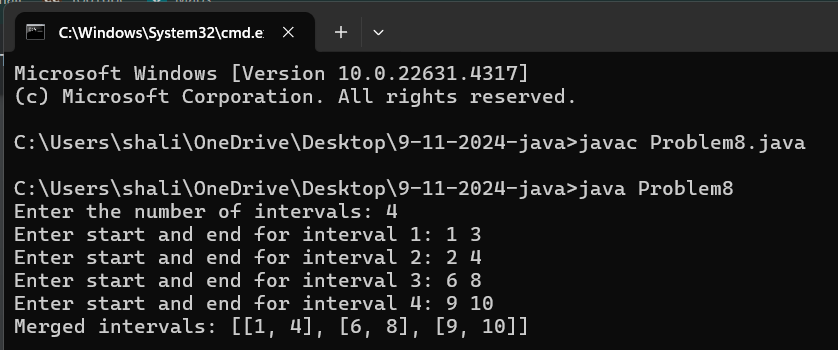 C:\Windows\System32\cmd.e
Microsoft Windows [Version 10.0.22631.4317]
(c) Microsoft Corporation. All rights reserved.
C:\Users\shali\OneDrive\Desktop\9-11-2024-java>javac Problem8.java
C:\Users\shali\OneDrive\Desktop\9-11-2024-java>java Problem8
Enter the number of intervals: 4
Enter start and end for interval 1: 1 3
Enter start and end for interval 2: 2 4
Enter start and end for interval 3: 6 8
Enter start and end for interval 4: 9 10
Merged intervals: [[1, 4], [6, 8], [9, 10]]